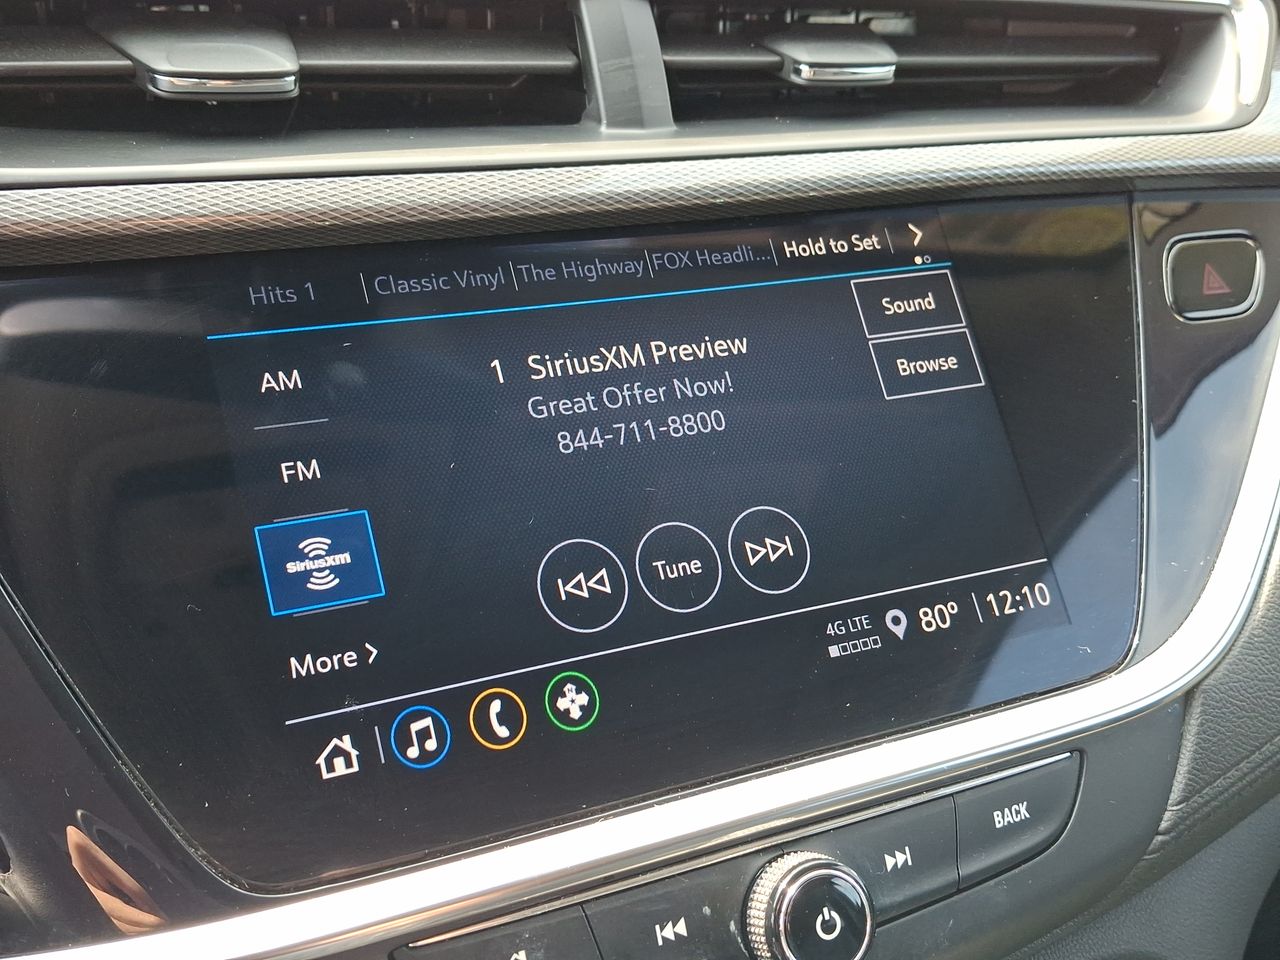 Hits 1 | Classic Vinyl | The Highway | FOX Headli... | Hold to Set | >
Sound
1 SiriusXM Preview
AM
Browse
Great Offer Now!
844-711-8800
FM
SiriusXM
Tune
4G LTE 80° | 12:10
More >
N
BACK